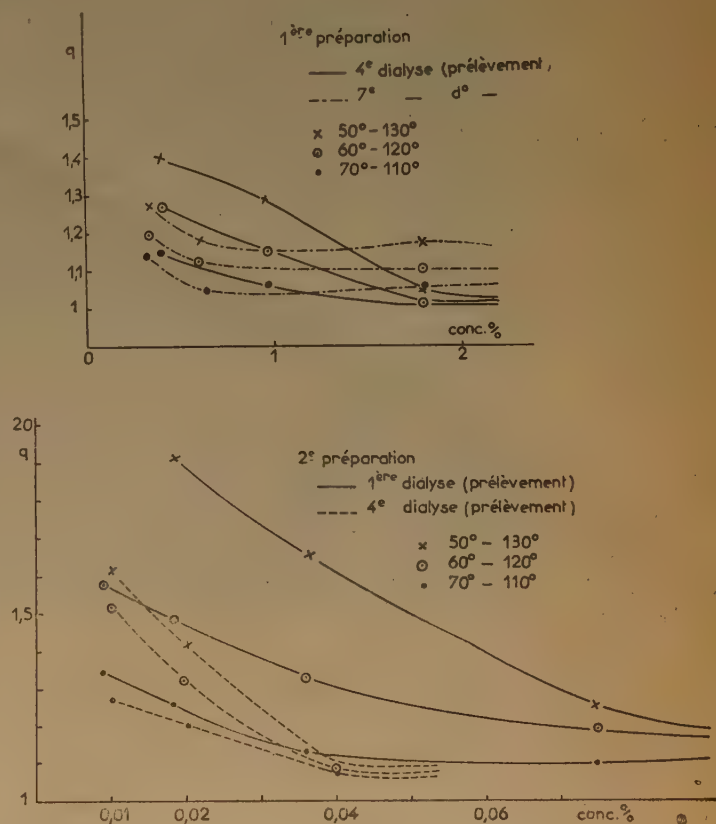 1ère préparation
q
4e dialyse (prélèvement,
7e — d° —
1,5
× 50°-130°
⊙ 60°-120°
• 70°-110°
1,4
1,3
1,2
1,1
1
conc.%
0 1 2
20
q
2e préparation
1ère dialyse (prélèvement)
4e dialyse (prélèvement)
× 50° - 130°
⊙ 60° - 120°
• 70° - 110°
1,5
1
0,01 0,02 0,04 0,06 conc.%